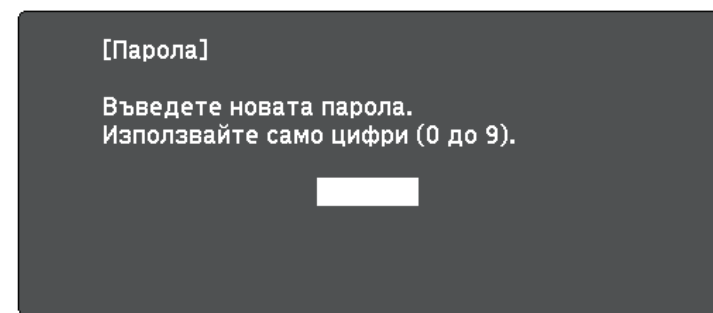 [Парола]
Въведете новата парола.
Използвайте само цифри (0 до 9).